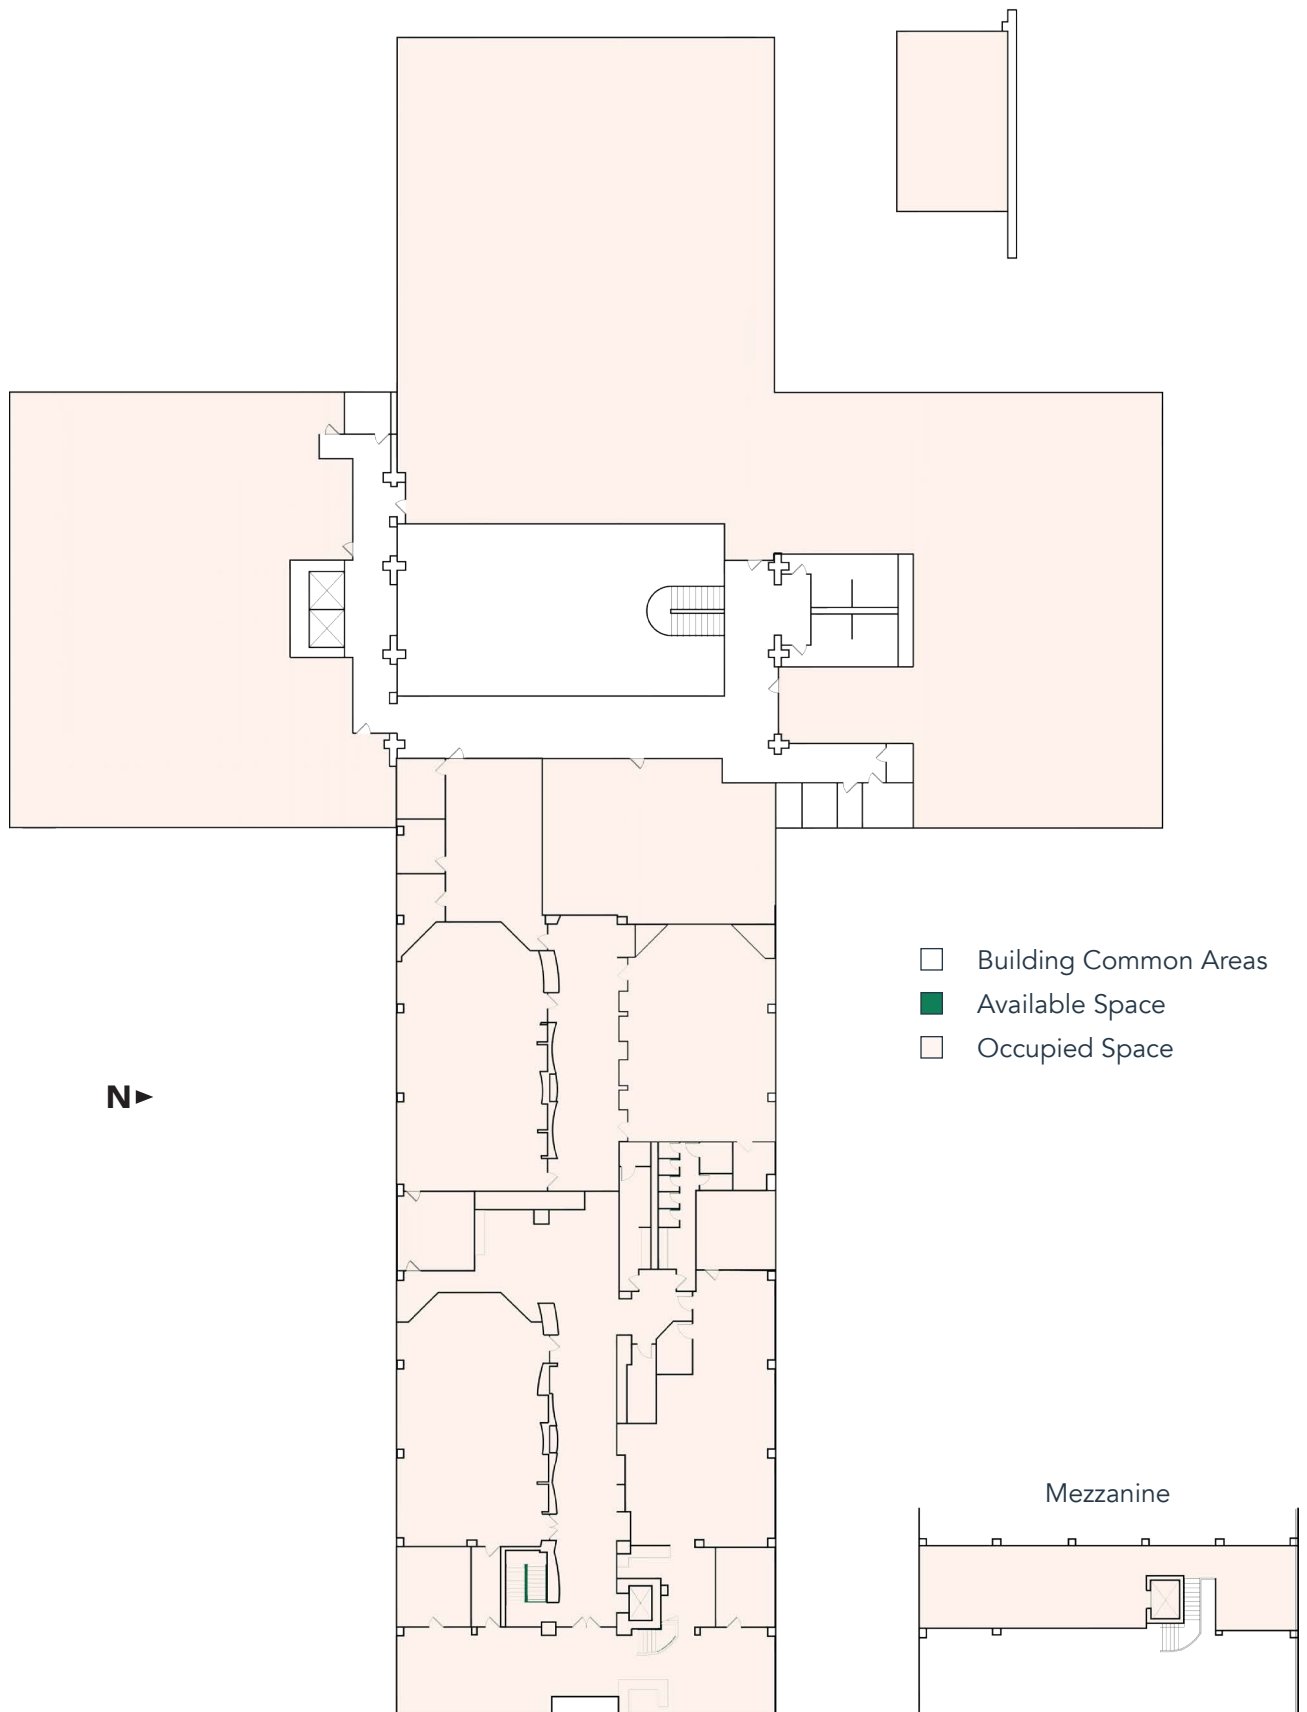 Building Common Areas
Available Space
Occupied Space
N
Mezzanine